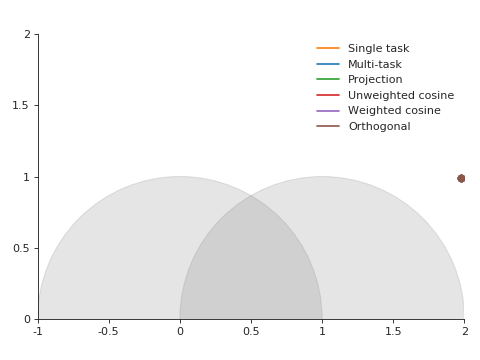 2
Single task
Multi-task
Projection
1.5
Unweighted cosine
Weighted cosine
Orthogonal
1
0.5
0
-1 -0.5 0 0.5 1 1.5 2